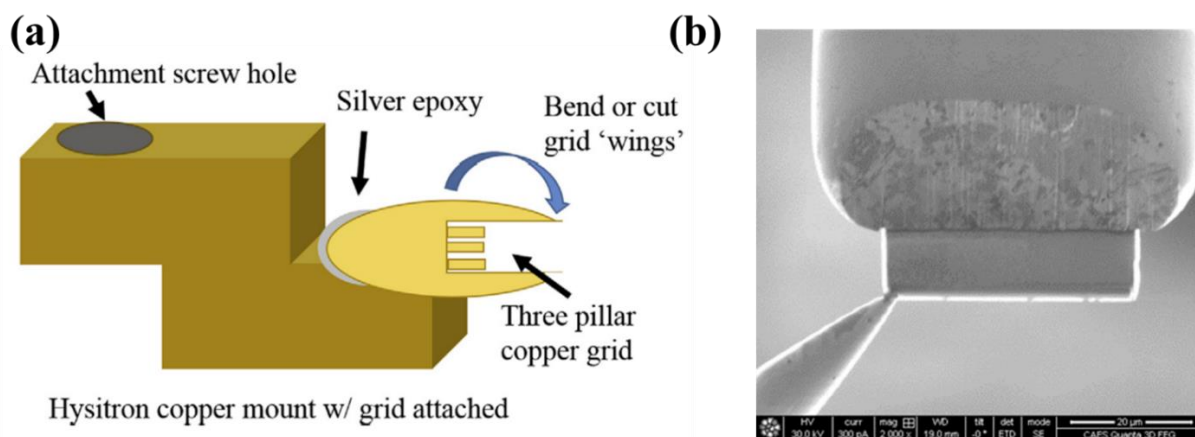 (a)
Attachment screw hole
Silver epoxy
Bend or cut
grid ‘wings’
Three pillar
copper grid
Hysitron copper mount w/ grid attached
(b)
HV curr mag WD tilt det mode
30.0 kV 300 pA 2 000 x 19.0 mm -0 ° ETD SE
20 µm
CAES Quanta 3D FEG